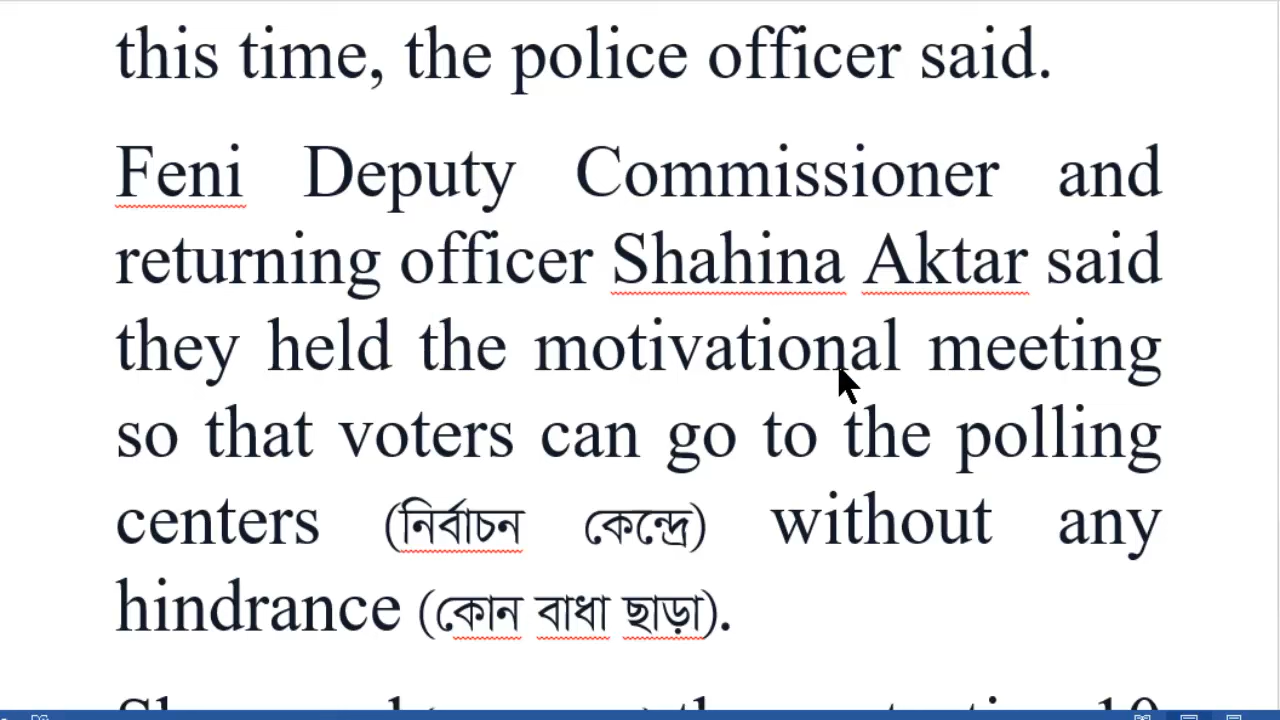 this time, the police officer said.
Feni Deputy Commissioner and
returning officer Shahina Aktar said
they held the motivational meeting
so that voters can go to the polling
centers (নির্বাচন কেন্দ্রে) without any
hindrance (কোন বাধা ছাড়া).